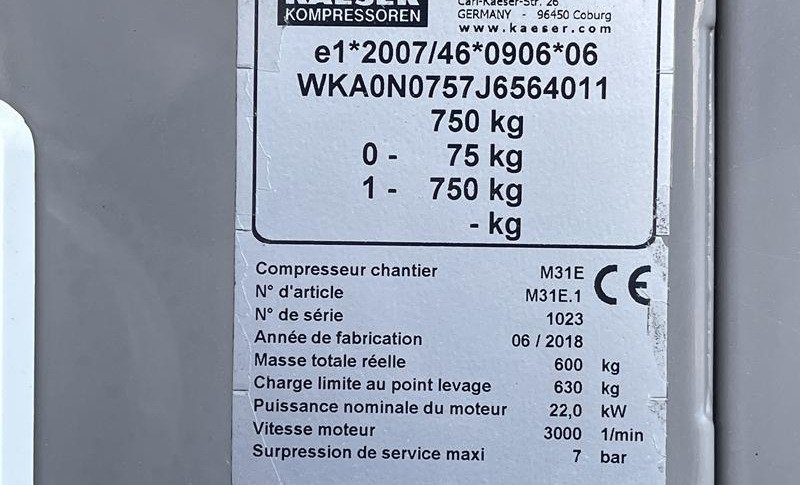 KAESER
KOMPRESSOREN
Carl-Kaeser-Str. 26
GERMANY - 96450 Coburg
www.kaeser.com
e1*2007/46*0906*06
WKA0N0757J6564011
750 kg
0 - 75 kg
1 - 750 kg
- kg
Compresseur chantier M31E CE
N° d'article M31E.1
N° de série 1023
Année de fabrication 06 / 2018
Masse totale réelle 600 kg
Charge limite au point levage 630 kg
Puissance nominale du moteur 22,0 kW
Vitesse moteur 3000 1/min
Surpression de service maxi 7 bar